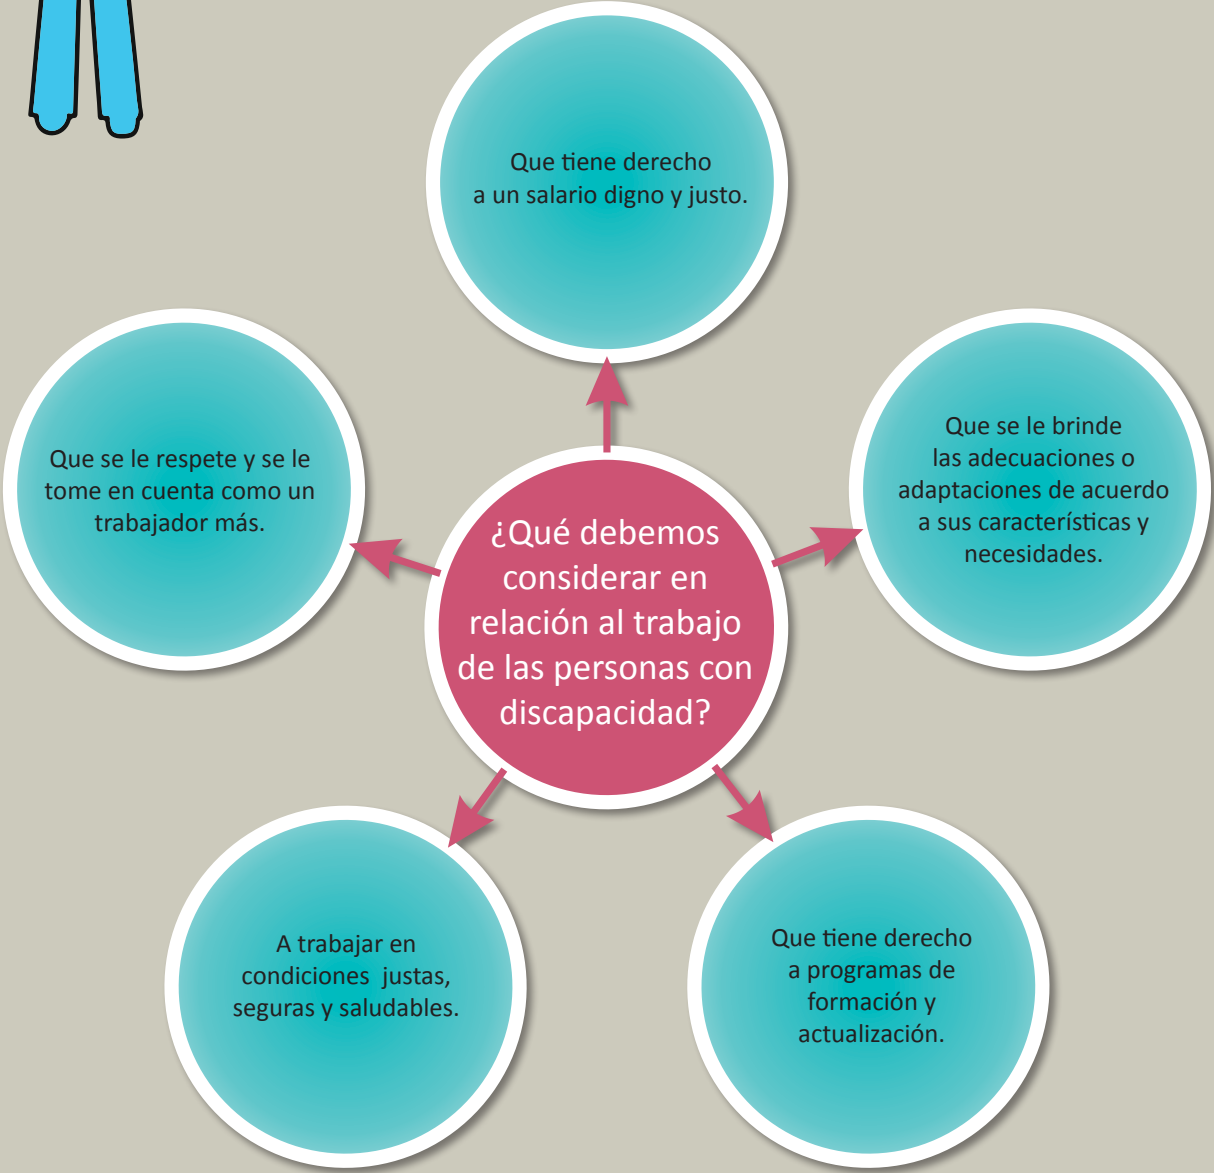 Que tiene derecho
a un salario digno y justo.
Que se le respete y se le
tome en cuenta como un
trabajador más.
Que se le brinde
las adecuaciones o
adaptaciones de acuerdo
a sus características y
necesidades.
¿Qué debemos
considerar en
relación al trabajo
de las personas con
discapacidad?
A trabajar en
condiciones justas,
seguras y saludables.
Que tiene derecho
a programas de
formación y
actualización.